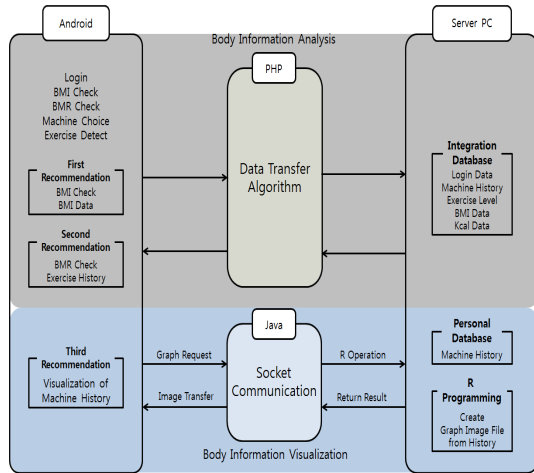 Android
Server PC
Body Information Analysis
PHP
Login
BMI Check
BMR Check
Machine Choice
Exercise Detect
First
Recommendation
BMI Check
BMI Data
Second
Recommendation
BMR Check
Exercise History
Data Transfer
Algorithm
Integration
Database
Login Data
Machine History
Exercise Level
BMI Data
Kcal Data
Java
Third
Recommendation
Visualization of
Machine History
Graph Request
Image Transfer
Socket
Communication
R Operation
Return Result
Personal
Database
Machine History
R
Programming
Create
Graph Image File
from History
Body Information Visualization